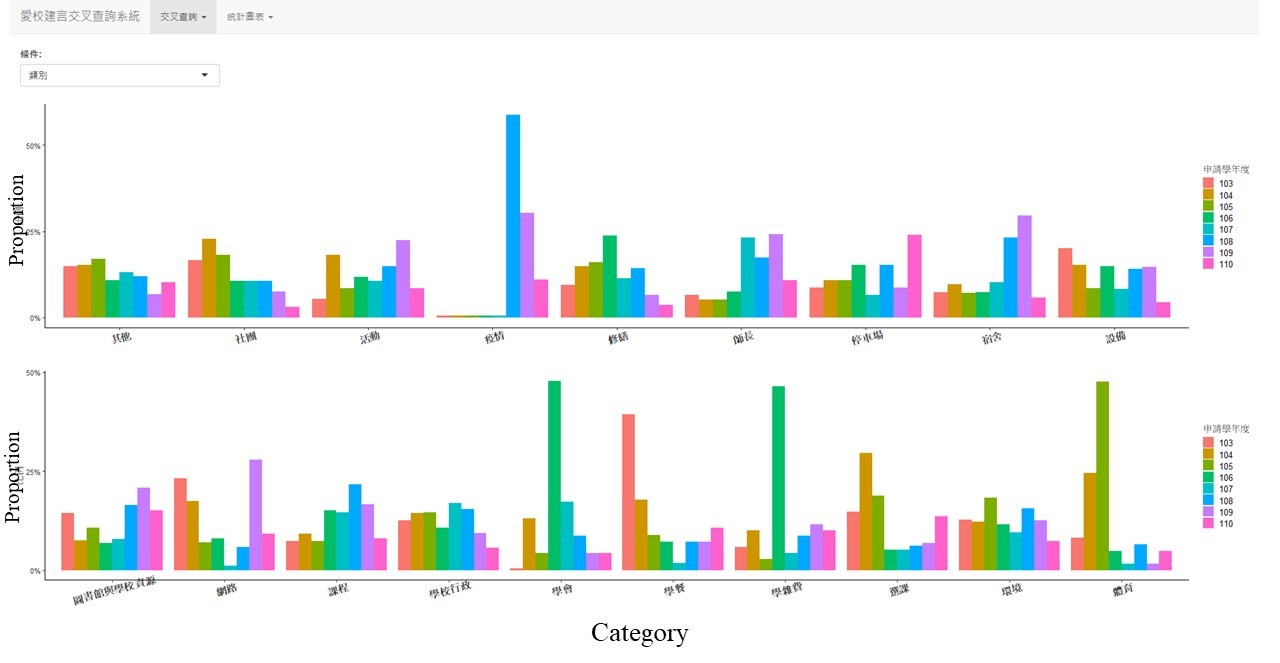 愛校建言交叉查詢系統 交叉查詢 統計圖表
條件:
類別
Proportion
50%
25%
0%
其他 社團 活動 疫情 修繕 師長 停車場 宿舍 設備
申請學年度
103
104
105
106
107
108
109
110
Proportion
50%
25%
0%
圖書館與學校資源 網路 課程 學校行政 學會 學餐 學雜費 選課 環境 體育
申請學年度
103
104
105
106
107
108
109
110
Category